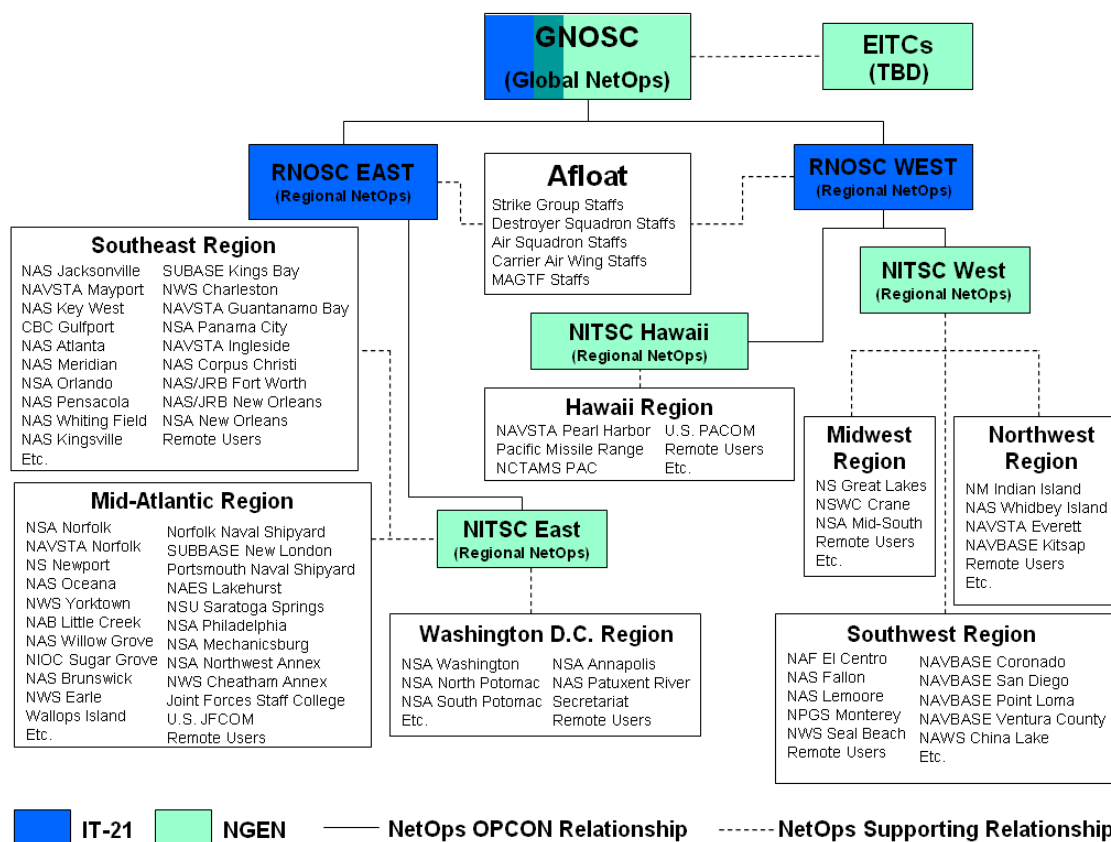 GNOSC
(Global NetOps)
EITCs
(TBD)
RNOSC EAST
(Regional NetOps)
Afloat
Strike Group Staffs
Destroyer Squadron Staffs
Air Squadron Staffs
Carrier Air Wing Staffs
MAGTF Staffs
RNOSC WEST
(Regional NetOps)
Southeast Region
NAS Jacksonville
NAVSTA Mayport
NAS Key West
CBC Gulfport
NAS Atlanta
NAS Meridian
NSA Orlando
NAS Pensacola
NAS Whiting Field
NAS Kingsville
Etc.
SUBASE Kings Bay
NWS Charleston
NAVSTA Guantanamo Bay
NSA Panama City
NAVSTA Ingleside
NAS Corpus Christi
NAS/JRB Fort Worth
NAS/JRB New Orleans
NSA New Orleans
Remote Users
NITSC West
(Regional NetOps)
NITSC Hawaii
(Regional NetOps)
Hawaii Region
NAVSTA Pearl Harbor
Pacific Missile Range
NCTAMS PAC
U.S. PACOM
Remote Users
Etc.
Midwest
Region
NS Great Lakes
NSWC Crane
NSA Mid-South
Remote Users
Etc.
Northwest
Region
NM Indian Island
NAS Whidbey Island
NAVSTA Everett
NAVBASE Kitsap
Remote Users
Etc.
Mid-Atlantic Region
NSA Norfolk
NAVSTA Norfolk
NS Newport
NAS Oceana
NWS Yorktown
NAB Little Creek
NAS Willow Grove
NIOC Sugar Grove
NAS Brunswick
NWS Earle
Wallops Island
Etc.
Norfolk Naval Shipyard
SUBBASE New London
Portsmouth Naval Shipyard
NAES Lakehurst
NSU Saratoga Springs
NSA Philadelphia
NSA Mechanicsburg
NSA Northwest Annex
NWS Cheatham Annex
Joint Forces Staff College
U.S. JFCOM
Remote Users
NITSC East
(Regional NetOps)
Washington D.C. Region
NSA Washington
NSA North Potomac
NSA South Potomac
Etc.
NSA Annapolis
NAS Patuxent River
Secretariat
Remote Users
Southwest Region
NAF El Centro
NAS Fallon
NAS Lemoore
NPGS Monterey
NWS Seal Beach
Remote Users
NAVBASE Coronado
NAVBASE San Diego
NAVBASE Point Loma
NAVBASE Ventura County
NAWS China Lake
Etc.
IT-21
NGEN
NetOps OPCON Relationship
NetOps Supporting Relationship